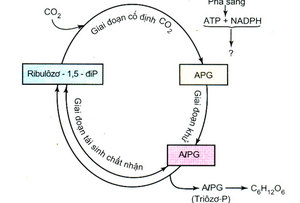 Pha sáng
ATP + NADPH
?
CO2
Giai đoạn cố định CO2
Ribulôzơ - 1,5 - điP
APG
Giai đoạn khử
Giai đoạn tái sinh chất nhận
AlPG
AlPG
(Triôzơ-P)
C6H12O6